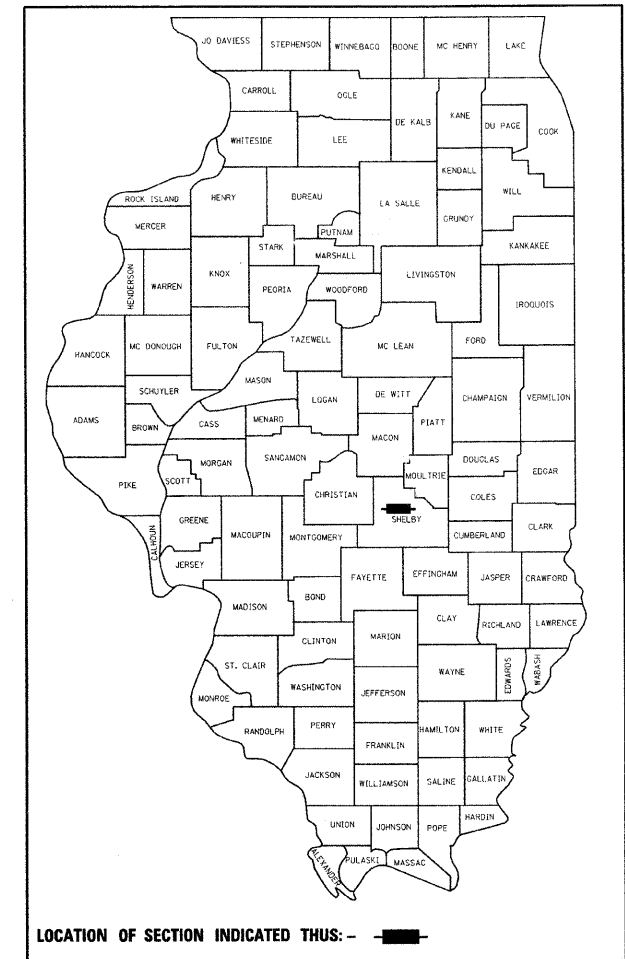 JO DAVIESS
STEPHENSON
WINNEBAGO
BOONE
MC HENRY
LAKE
CARROLL
OGLE
DE KALB
KANE
DU PAGE
COOK
WHITESIDE
LEE
KENDALL
WILL
ROCK ISLAND
HENRY
BUREAU
LA SALLE
GRUNDY
MERCER
PUTNAM
STARK
MARSHALL
KANKAKEE
HENDERSON
WARREN
KNOX
PEORIA
WOODFORD
LIVINGSTON
IROQUOIS
HANCOCK
MC DONOUGH
FULTON
TAZEWELL
MC LEAN
FORD
MASON
SCHUYLER
LOGAN
DE WITT
CHAMPAIGN
VERMILION
ADAMS
BROWN
CASS
MENARD
MACON
PIATT
PIKE
SCOTT
MORGAN
SANGAMON
CHRISTIAN
MOULTRIE
DOUGLAS
EDGAR
COLES
CALHOUN
GREENE
MACOUPIN
MONTGOMERY
SHELBY
CUMBERLAND
CLARK
JERSEY
FAYETTE
EFFINGHAM
JASPER
CRAWFORD
MADISON
BOND
CLAY
RICHLAND
LAWRENCE
CLINTON
MARION
ST. CLAIR
WAYNE
EDWARDS
WABASH
WASHINGTON
JEFFERSON
MONROE
RANDOLPH
PERRY
HAMILTON
WHITE
FRANKLIN
JACKSON
WILLIAMSON
SALINE
GALLATIN
UNION
JOHNSON
POPE
HARDIN
ALEXANDER
PULASKI
MASSAC
LOCATION OF SECTION INDICATED THUS: -